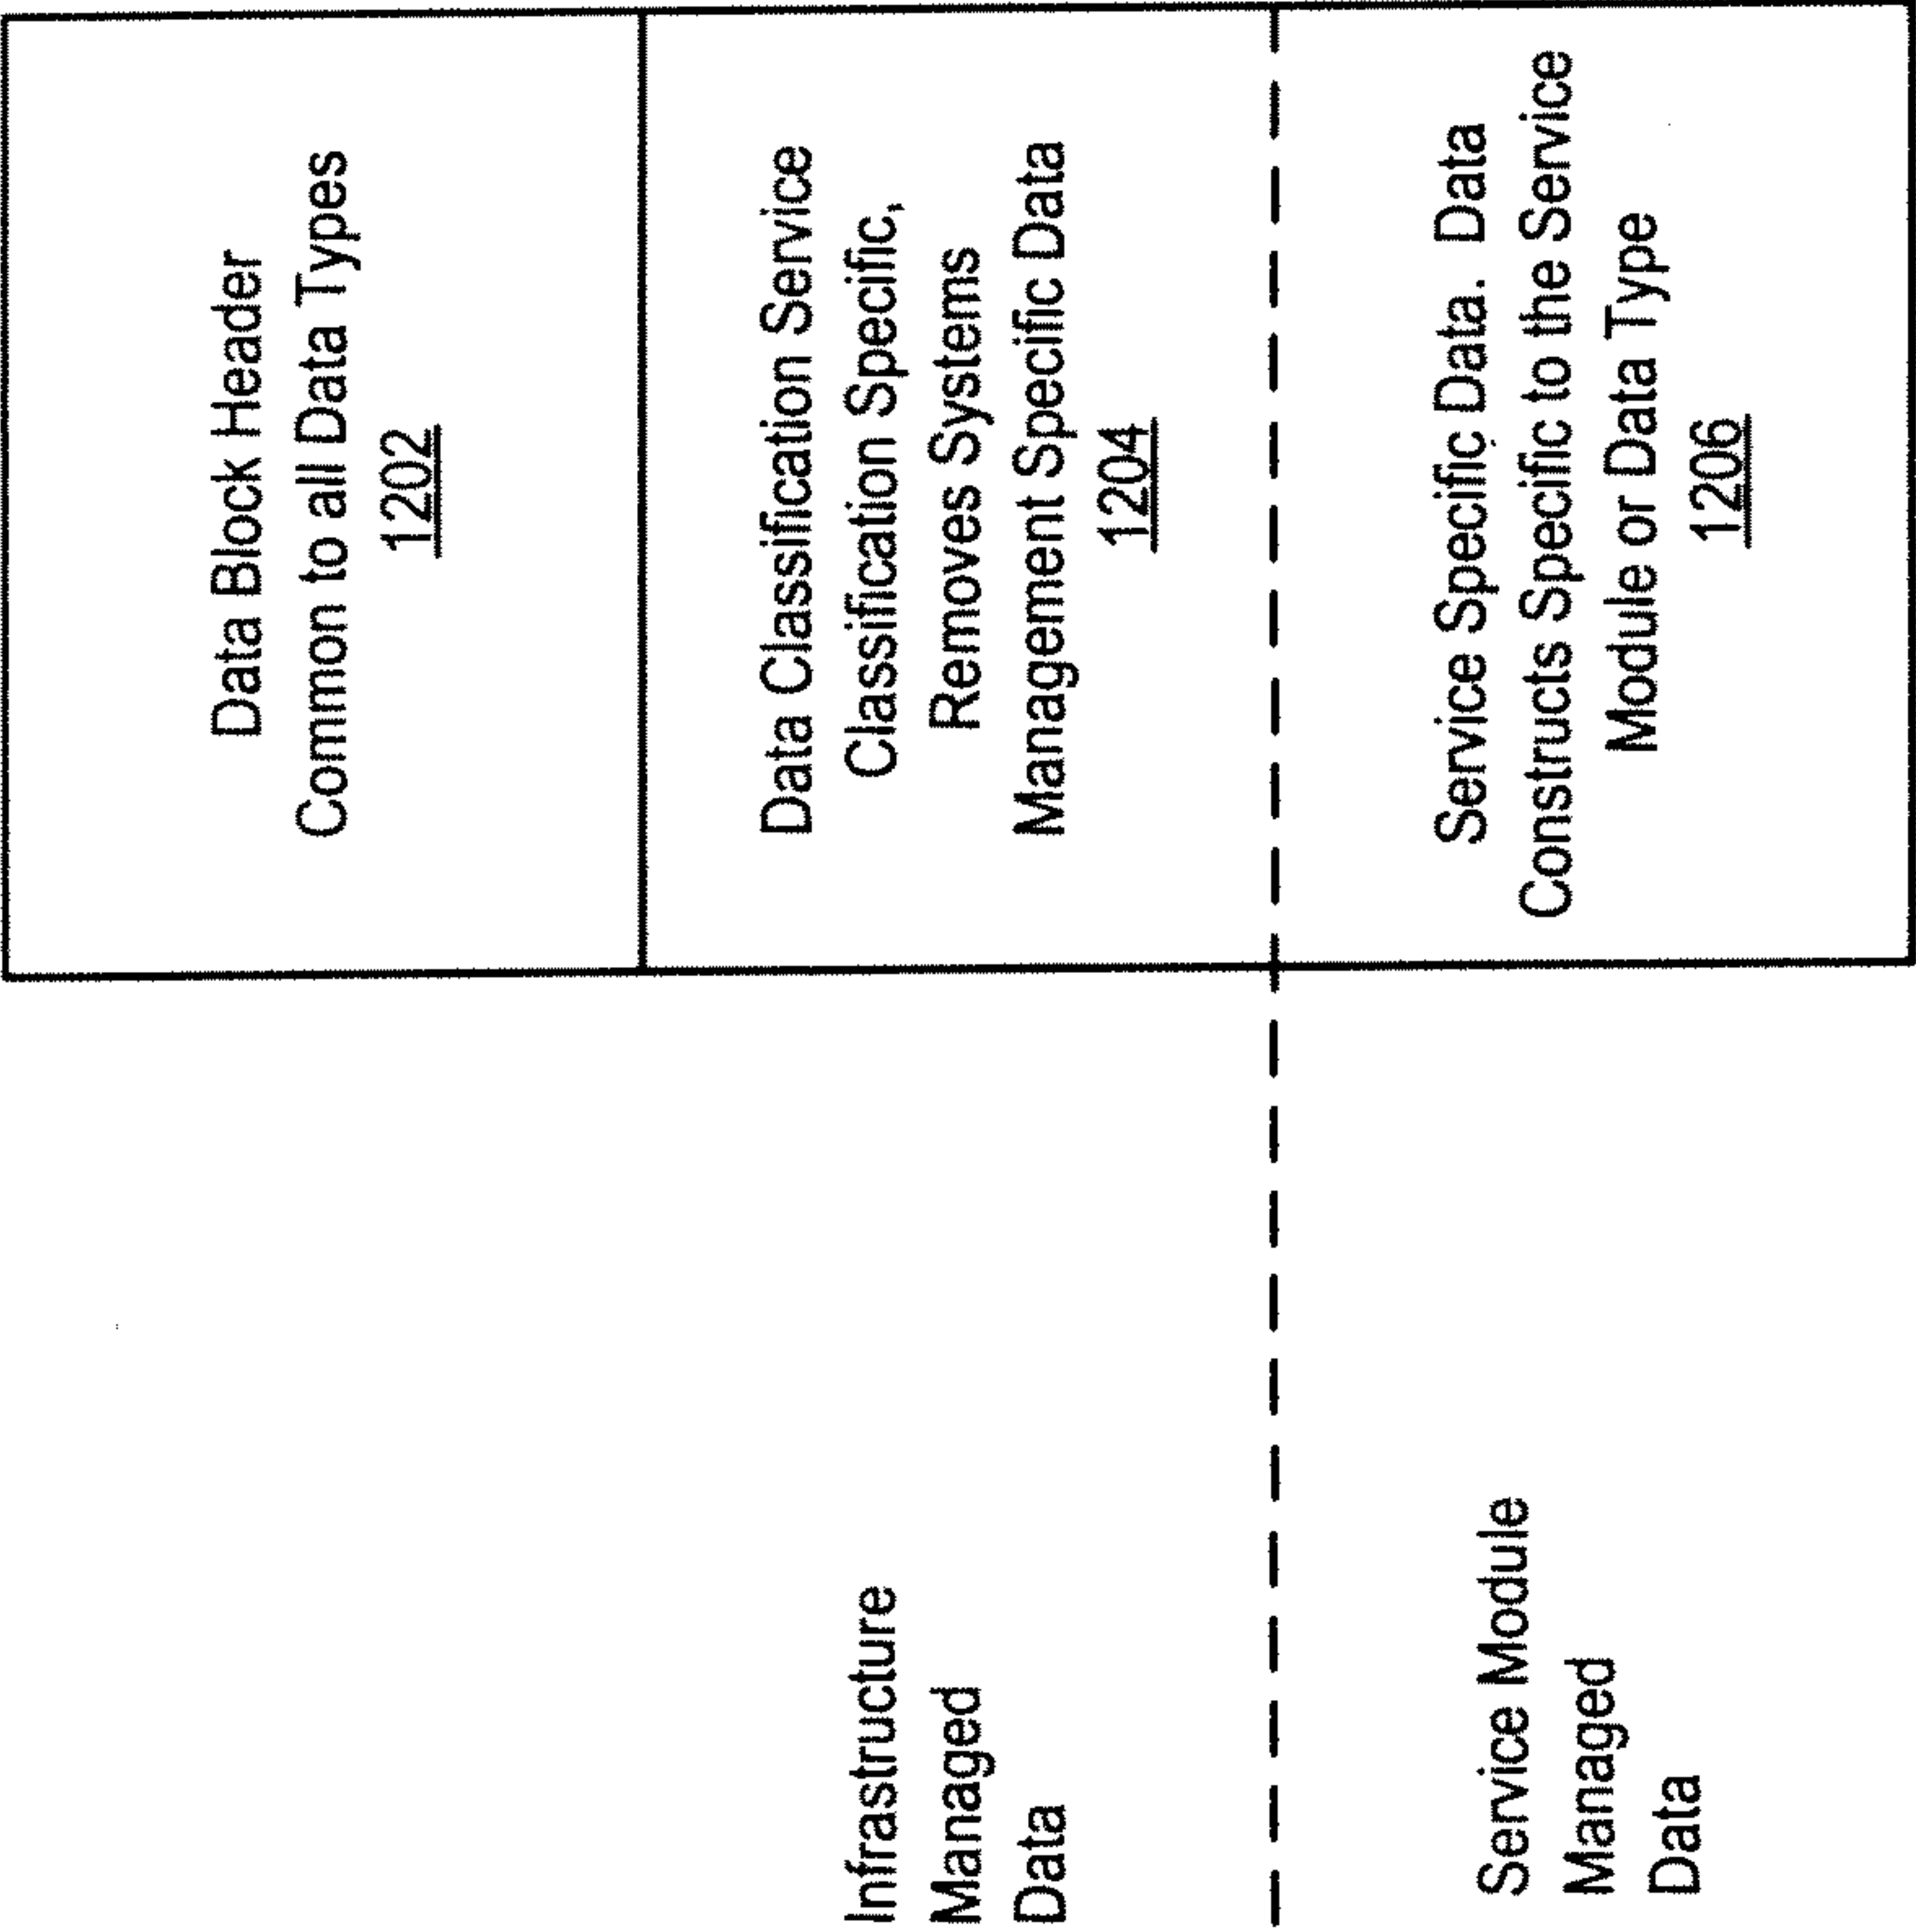 Data Block Header
Common to all Data Types
1202
Infrastructure
Managed
Data
Data Classification Service
Classification Specific,
Removes Systems
Management Specific Data
1204
Service Module
Managed
Data
Service Specific Data. Data
Constructs Specific to the Service
Module or Data Type
1206